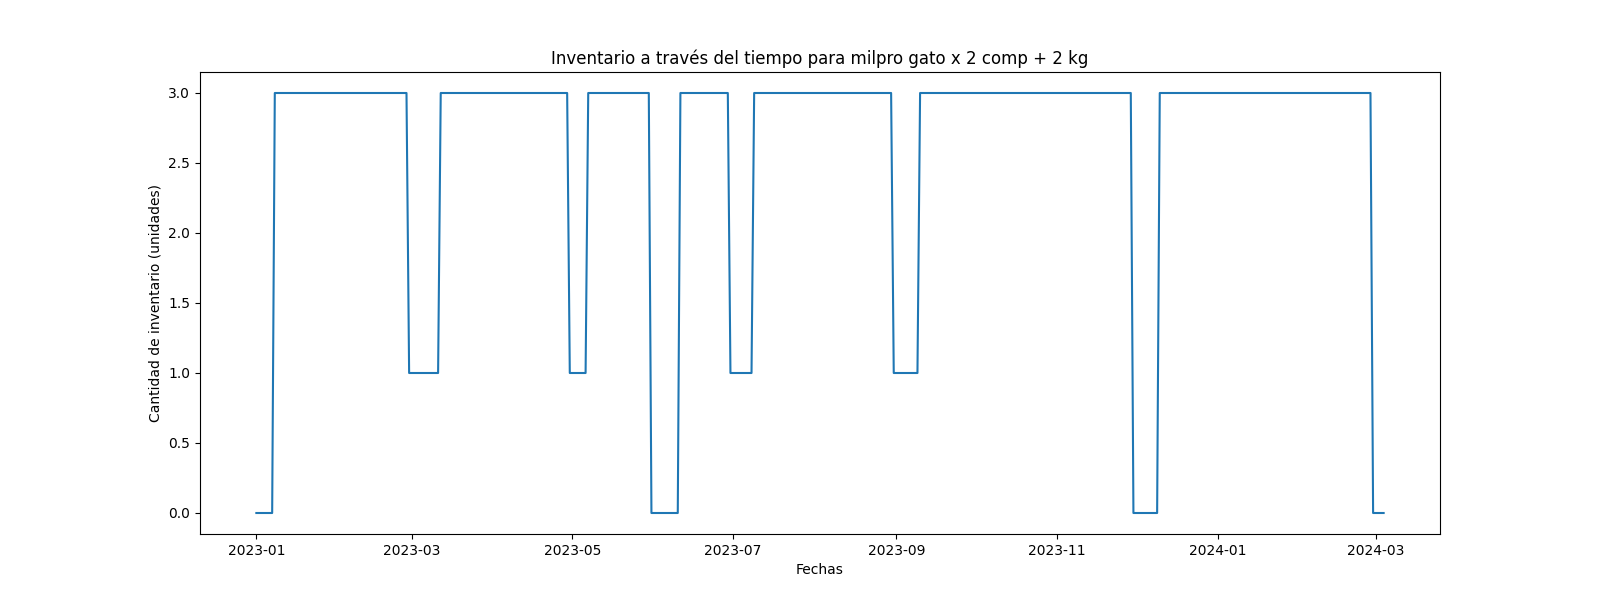 Inventario a través del tiempo para milpro gato x 2 comp + 2 kg
Cantidad de inventario (unidades)
3.0
2.5
2.0
1.5
1.0
0.5
0.0
2023-01 2023-03 2023-05 2023-07 2023-09 2023-11 2024-01 2024-03
Fechas